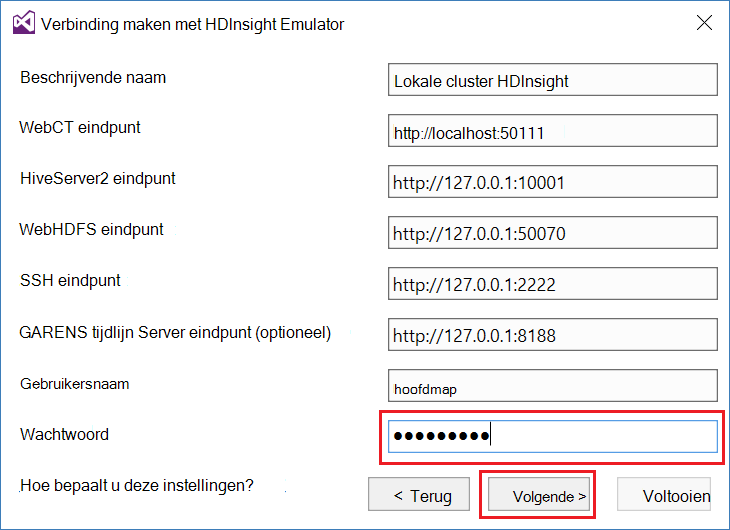 Verbinding maken met HDInsight Emulator
Beschrijvende naam
Lokale cluster HDInsight
WebCT eindpunt
http://localhost:50111
HiveServer2 eindpunt
http://127.0.0.1:10001
WebHDFS eindpunt
http://127.0.0.1:50070
SSH eindpunt
http://127.0.0.1:2222
GARENS tijdlijn Server eindpunt (optioneel)
http://127.0.0.1:8188
Gebruikersnaam
hoofdmap
Wachtwoord
●●●●●●●●●
Hoe bepaalt u deze instellingen?
< Terug
Volgende >
Voltooien